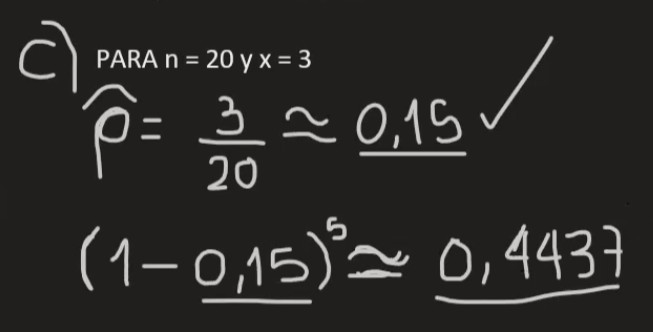 c) PARA n = 20 y x = 3
p̂ = 3/20 ≈ 0,15 ✓
(1 - 0,15)^5 ≈ 0,4437